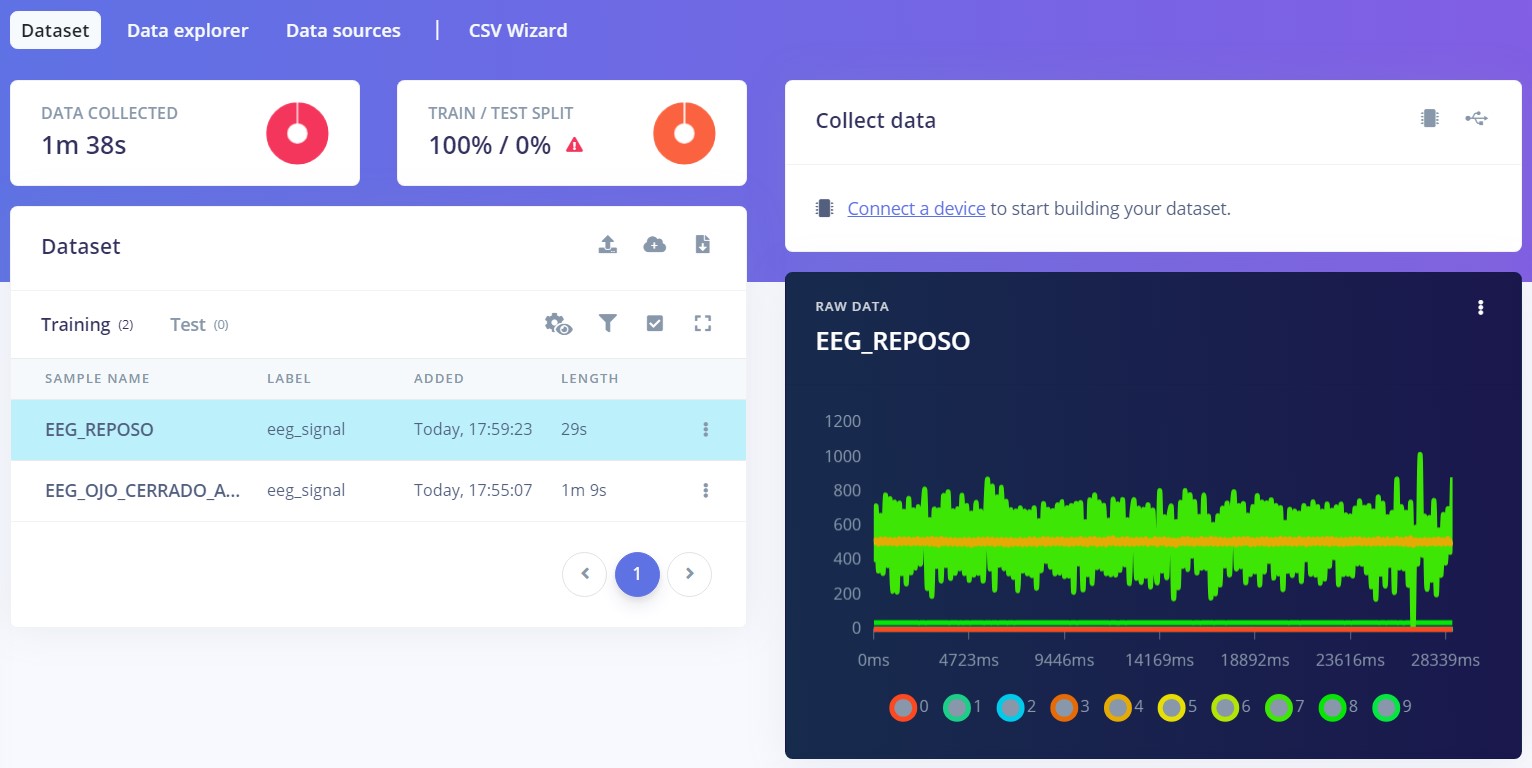 Dataset Data explorer Data sources | CSV Wizard
DATA COLLECTED
1m 38s
TRAIN / TEST SPLIT
100% / 0%
Dataset
Training (2) Test (0)
SAMPLE NAME LABEL ADDED LENGTH
EEG_REPOSO eeg_signal Today, 17:59:23 29s
EEG_OJO_CERRADO_A... eeg_signal Today, 17:55:07 1m 9s
1
Collect data
Connect a device to start building your dataset.
RAW DATA
EEG_REPOSO
1200
1000
800
600
400
200
0
0ms 4723ms 9446ms 14169ms 18892ms 23616ms 28339ms
0 1 2 3 4 5 6 7 8 9